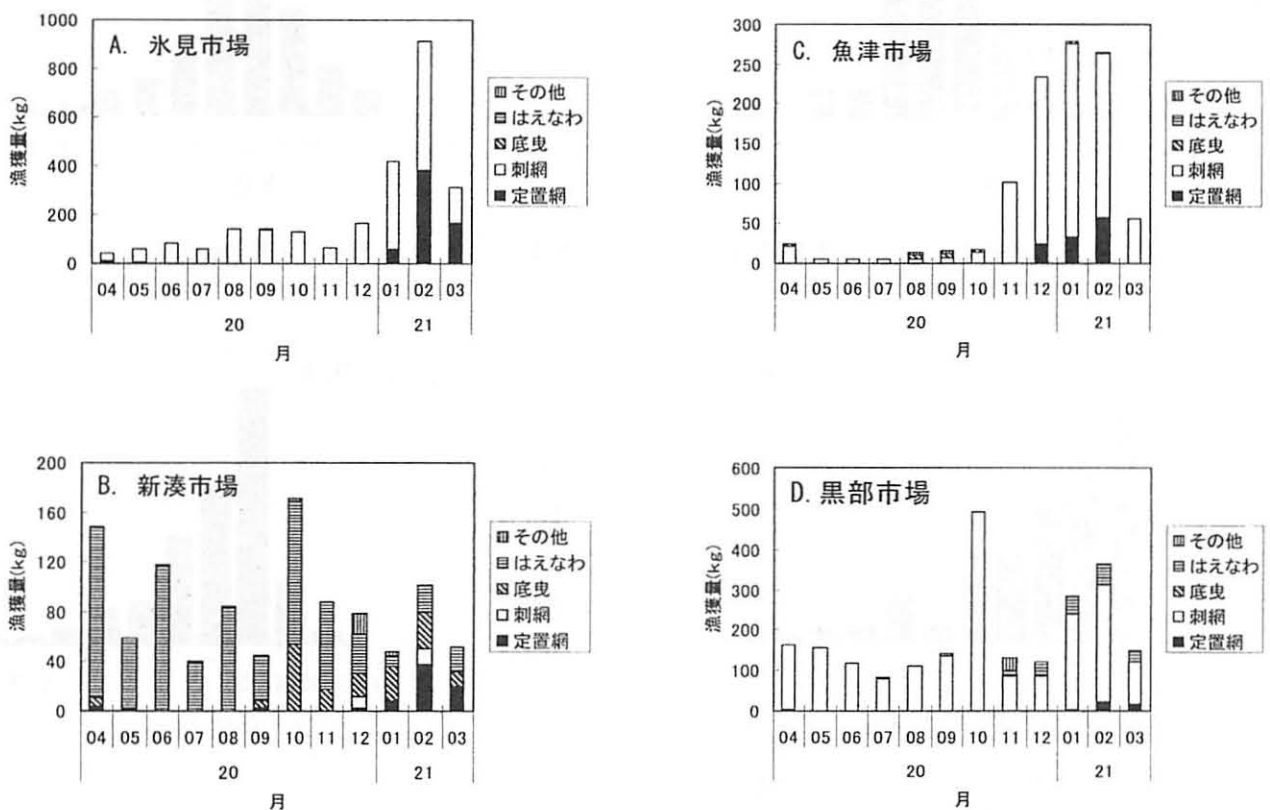 A. 氷見市場
漁獲量(kg)
1000
800
600
400
200
0
04 05 06 07 08 09 10 11 12 01 02 03
20 21
月
その他
はえなわ
底曳
刺網
定置網
C. 魚津市場
漁獲量(kg)
300
250
200
150
100
50
0
04 05 06 07 08 09 10 11 12 01 02 03
20 21
月
その他
はえなわ
底曳
刺網
定置網
B. 新湊市場
漁獲量(kg)
200
160
120
80
40
0
04 05 06 07 08 09 10 11 12 01 02 03
20 21
月
その他
はえなわ
底曳
刺網
定置網
D. 黒部市場
漁獲量(kg)
600
500
400
300
200
100
0
04 05 06 07 08 09 10 11 12 01 02 03
20 21
月
その他
はえなわ
底曳
刺網
定置網